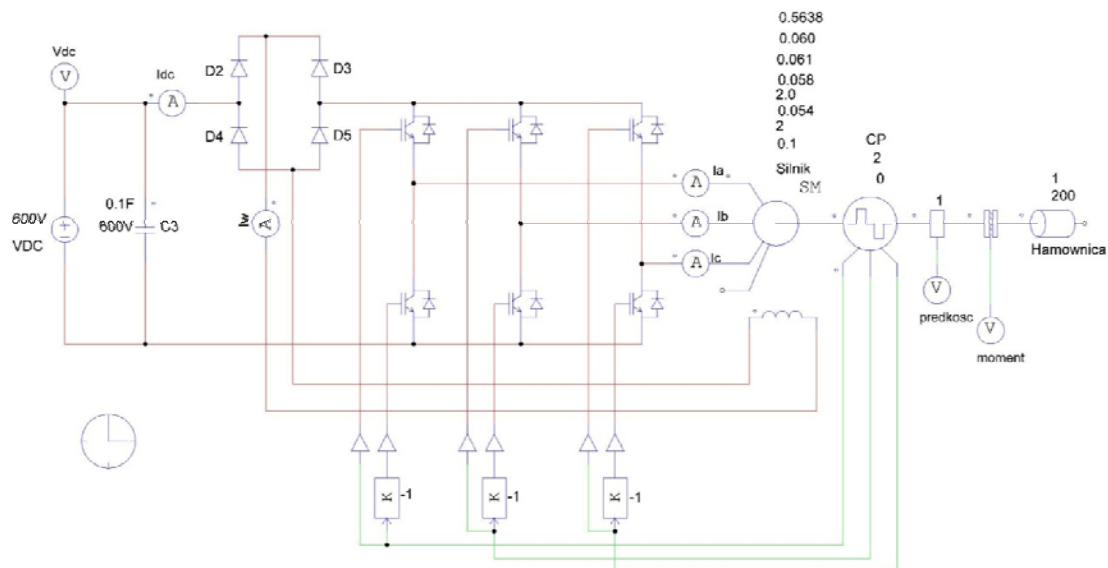 0.5638
0.060
0.061
0.058
2.0
0.054
2
0.1
Silnik
SM
Vdc
V
Idc
A
D2
D3
D4
D5
600V
VDC
0.1F
600V
C3
A
Iw
A
Ia
A
Ib
A
Ic
CP
2
0
1
1
200
Hamownica
V
predkosc
V
moment
K
-1
K
-1
K
-1